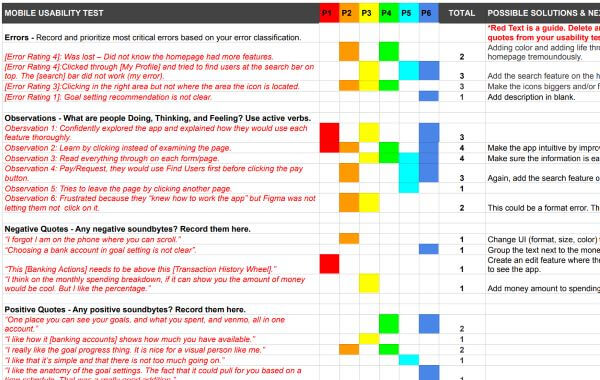 MOBILE USABILITY TEST P1 P2 P3 P4 P5 P6 TOTAL POSSIBLE SOLUTIONS & NE
*Red Text is a guide. Delete an
Errors - Record and prioritize most critical errors based on your error classification. quotes from your usability tes
Adding color and adding life thro
[Error Rating 4]: Was lost – Did not know the homepage had more features. 2 homepage tremoundously.
[Error Rating 4]:Clicked through [My Profile] and tried to find users at the search bar on
top. The [search] bar did not work (my error). 3 Add the search feature on the h
[Error Rating 3]:Clicking in the right area but not where the area the icon is located. 3 Make the icons biggers and/or f
[Error Rating 1]: Goal setting recommendation is not clear. 1 Add description in blank.
Observations - What are people Doing, Thinking, and Feeling? Use active verbs.
Observation 1: Confidently explored the app and explained how they would use each
feature thoroughly. 3
Observation 2: Learn by clicking instead of examining the page. 4 Make the app intuitive by improv
Observation 3: Read everything through on each form/page. 4 Make sure the information is ea
Observation 4: Pay/Request, they would use Find Users first before clicking the pay
button. 3 Again, add the search feature o
Observation 5: Tries to leave the page by clicking another page. 1
Observation 6: Frustrated because they “knew how to work the app” but Figma was not
letting them not click on it. 2 This could be a format error. Th
Negative Quotes - Any negative soundbytes? Record them here.
“I forgot I am on the phone where you can scroll.” 1 Change UI (format, size, color)
“Choosing a bank account in goal setting is not clear”. 1 Group the text next to the mone
Create an edit feature where the
“This [Banking Actions] needs to be above this [Transaction History Wheel].” 1 to see the app.
“I think on the monthly spending breakdown, if it can show you the amount of money
would be cool. But I like the percentage.” 1 Add money amount to spending
Positive Quotes - Any positive soundbytes? Record them here.
“One place you can see your goals, and what you spent, and venmo, all in one
account.” 2
“I like how it [banking accounts] shows how much you have available.” 1
“I really like the goal progress thing. It is nice for a visual person like me.” 2
“I like that it's simple and that there is not too much going on.” 1
“I like the anatomy of the goal settings. The fact that it could pull for you based on a
time schedule. That was a really good addition.” 1